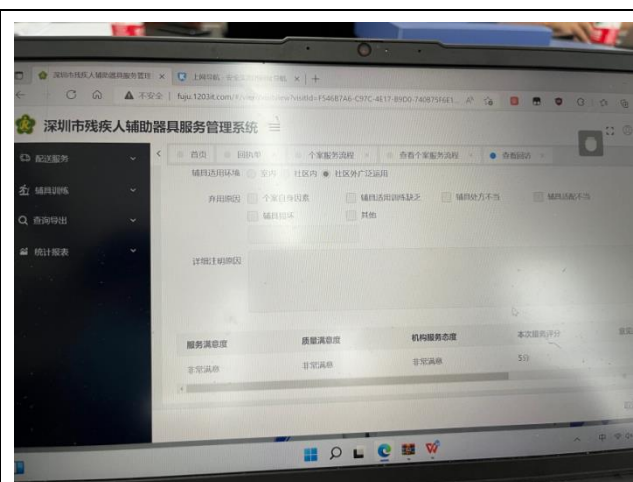 深圳市残疾人辅助器具服务管理
上网导航
不安全 fuju.1203it.com/#/
深圳市残疾人辅助器具服务管理系统
配送服务
首页 回访单 个案服务流程 查看个案服务流程 查看回访
辅具适用环境 室内 社区内 社区外广泛运用
辅具训练
弃用原因 个案自身因素 辅具适用训练缺乏 辅具处方不当 辅具适配不当
辅具损坏 其他
查询导出
统计报表
详细注明原因
服务满意度 质量满意度 机构服务态度 本次服务评分
非常满意 非常满意 非常满意 5分
中